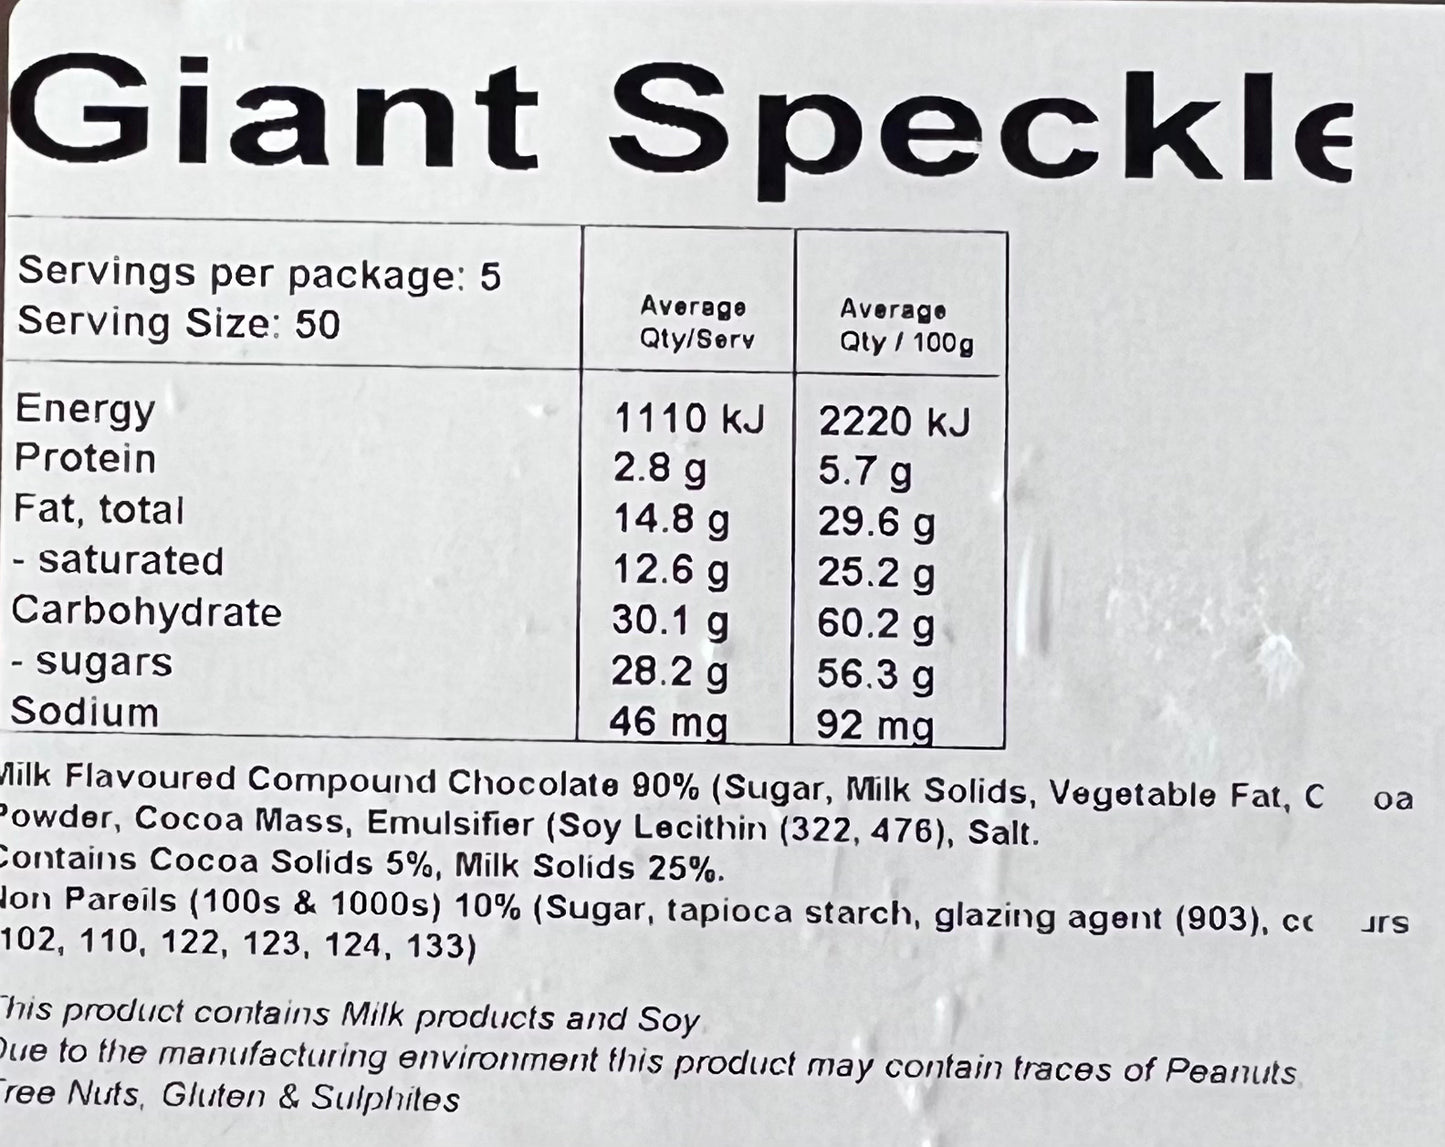 Giant Speckle
Servings per package: 5
Serving Size: 50
Average
Qty/Serv
Average
Qty / 100g
Energy 1110 kJ 2220 kJ
Protein 2.8 g 5.7 g
Fat, total 14.8 g 29.6 g
- saturated 12.6 g 25.2 g
Carbohydrate 30.1 g 60.2 g
- sugars 28.2 g 56.3 g
Sodium 46 mg 92 mg
Milk Flavoured Compound Chocolate 90% (Sugar, Milk Solids, Vegetable Fat, C oa
Powder, Cocoa Mass, Emulsifier (Soy Lecithin (322, 476), Salt.
Contains Cocoa Solids 5%, Milk Solids 25%.
Non Pareils (100s & 1000s) 10% (Sugar, tapioca starch, glazing agent (903), co urs
102, 110, 122, 123, 124, 133)
This product contains Milk products and Soy
Due to the manufacturing environment this product may contain traces of Peanuts
Tree Nuts, Gluten & Sulphites